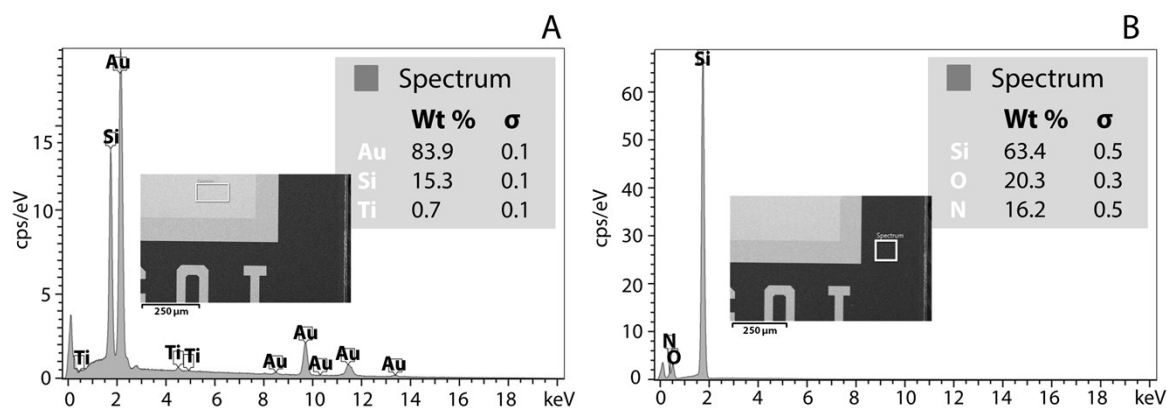 A
Au
Si
Spectrum
Wt % σ
Au 83.9 0.1
Si 15.3 0.1
Ti 0.7 0.1
Spectrum
COT
250 µm
Ti Ti Ti Au Au Au Au Au
cps/eV
15
10
5
0
0 2 4 6 8 10 12 14 16 18 keV
B
Si
Spectrum
Wt % σ
Si 63.4 0.5
O 20.3 0.3
N 16.2 0.5
Spectrum
COT
250 µm
N
O
cps/eV
60
50
40
30
20
10
0
0 2 4 6 8 10 12 14 16 18 keV